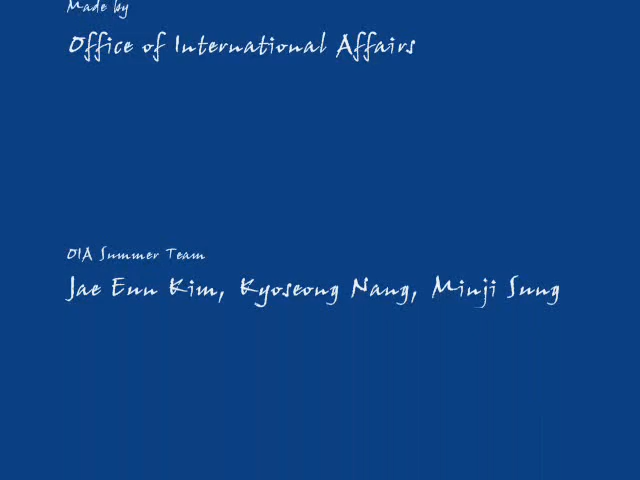 Made by
Office of International Affairs
OIA Summer Team
Jae Eun Kim, Kyoseong Nang, Minji Sung